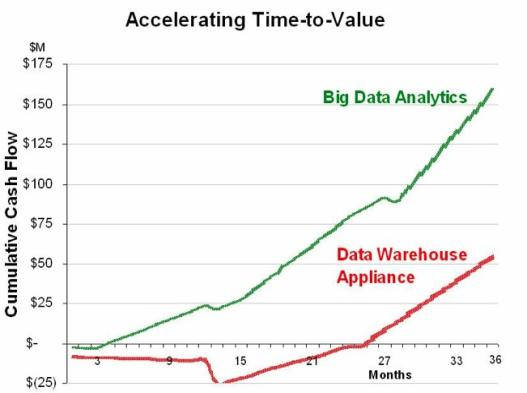 Accelerating Time-to-Value
$M
$175
$150
$125
$100
$75
$50
$25
$-
$(25)
Cumulative Cash Flow
Big Data Analytics
Data Warehouse
Appliance
3 9 15 21 27 33 36
Months